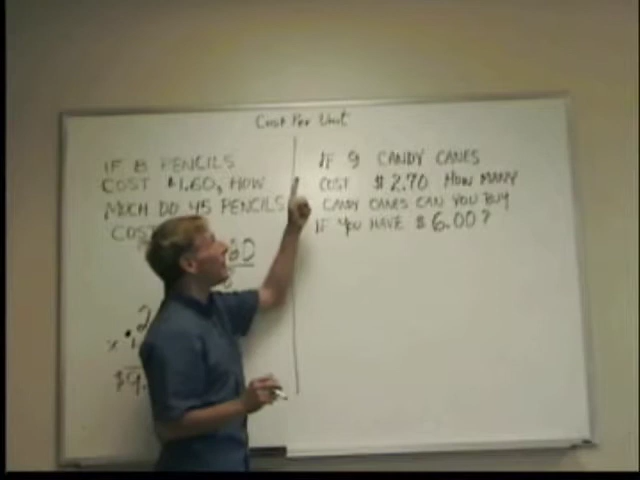 Cost Per Unit
IF 8 PENCILS
COST $1.60, HOW
MUCH DO 45 PENCILS
COST
IF 9 CANDY CANES
COST $2.70 HOW MANY
CANDY CANES CAN YOU BUY
IF YOU HAVE $6.00?